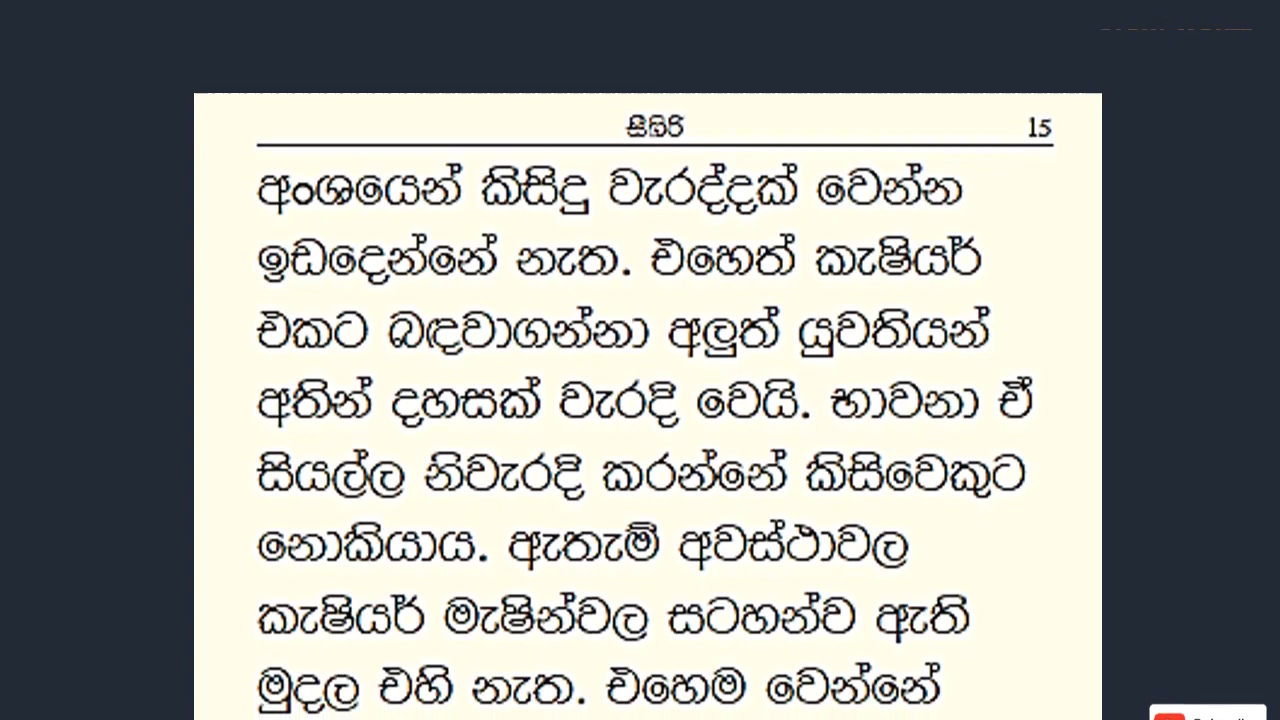 සීගිරි 15
අංශයෙන් කිසිදු වැරද්දක් වෙන්න
ඉඩදෙන්නේ නැත. එහෙත් කැෂියර්
එකට බඳවාගන්නා අලුත් යුවතියන්
අතින් දහසක් වැරදි වෙයි. භාවනා ඒ
සියල්ල නිවැරදි කරන්නේ කිසිවෙකුට
නොකියාය. ඇතැම් අවස්ථාවල
කැෂියර් මැෂින්වල සටහන්ව ඇති
මුදල එහි නැත. එහෙම වෙන්නේ